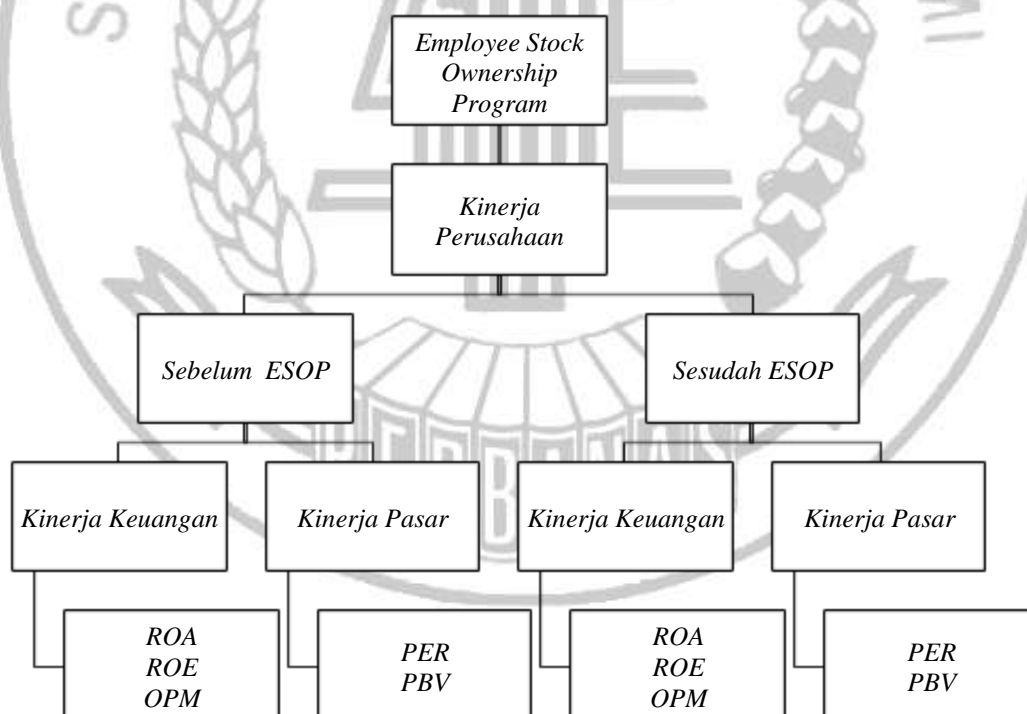 Employee Stock
Ownership
Program
Kinerja
Perusahaan
Sebelum ESOP
Sesudah ESOP
Kinerja Keuangan
Kinerja Pasar
Kinerja Keuangan
Kinerja Pasar
ROA
ROE
OPM
PER
PBV
ROA
ROE
OPM
PER
PBV